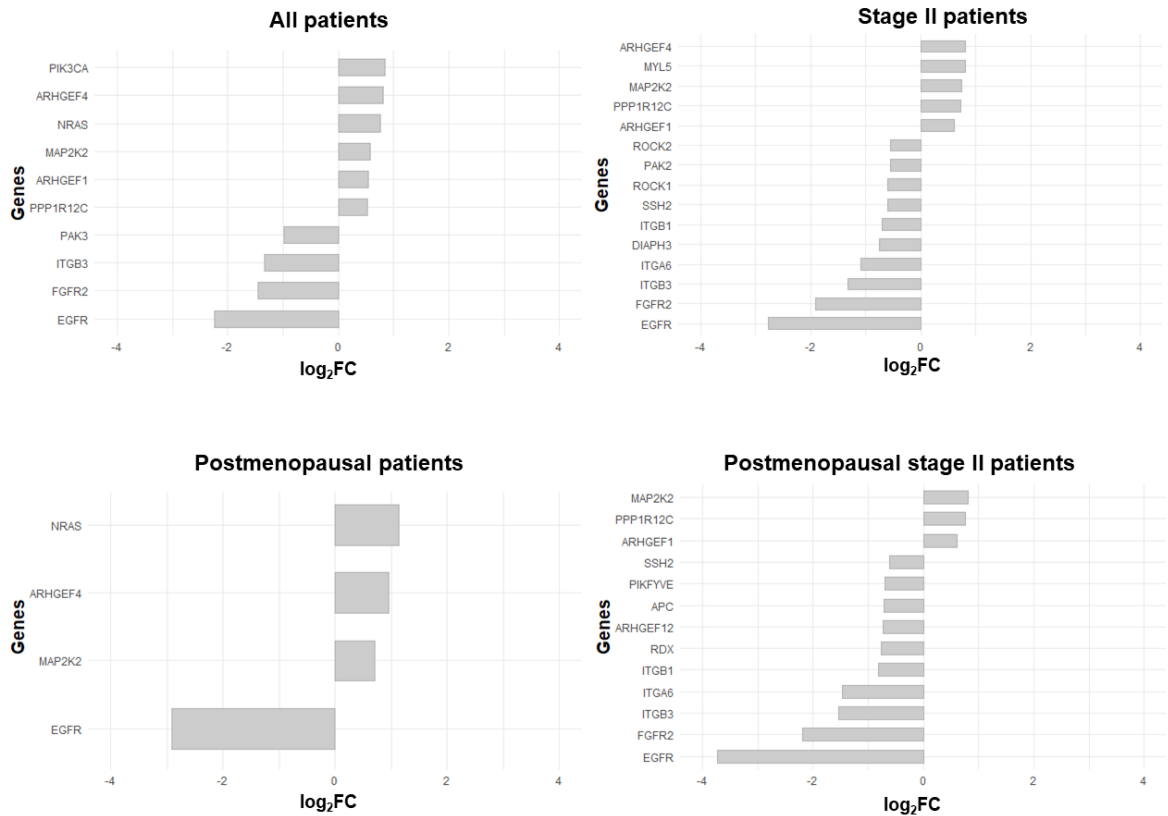 All patients
Genes
PIK3CA
ARHGEF4
NRAS
MAP2K2
ARHGEF1
PPP1R12C
PAK3
ITGB3
FGFR2
EGFR
-4 -2 0 2 4
log₂FC
Stage II patients
Genes
ARHGEF4
MYL5
MAP2K2
PPP1R12C
ARHGEF1
ROCK2
PAK2
ROCK1
SSH2
ITGB1
DIAPH3
ITGA6
ITGB3
FGFR2
EGFR
-4 -2 0 2 4
log₂FC
Postmenopausal patients
Genes
NRAS
ARHGEF4
MAP2K2
EGFR
-4 -2 0 2 4
log₂FC
Postmenopausal stage II patients
Genes
MAP2K2
PPP1R12C
ARHGEF1
SSH2
PIKFYVE
APC
ARHGEF12
RDX
ITGB1
ITGA6
ITGB3
FGFR2
EGFR
-4 -2 0 2 4
log₂FC